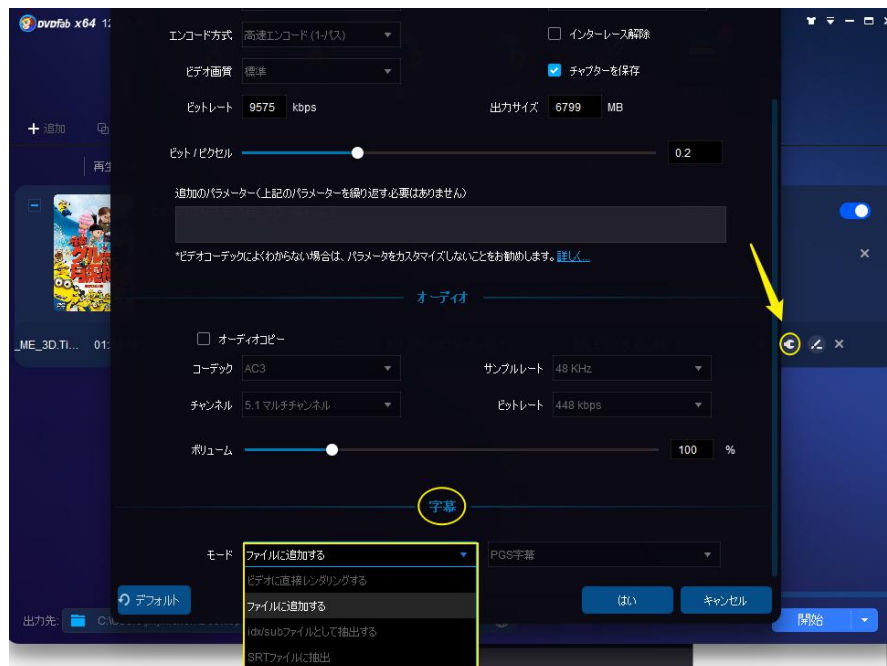 DVDFab x64 12
エンコード方式 高速エンコード (1-パス) インターレース解除
ビデオ画質 標準 チャプターを保存
ビットレート 9575 kbps 出力サイズ 6799 MB
追加
ビット / ピクセル 0.2
再生
追加のパラメーター(上記のパラメーターを繰り返す必要はありません)
*ビデオコーデックによくわからない場合は、パラメータをカスタマイズしないことをお勧めします。詳しく...
オーディオ
_ME_3D.Ti... 01: オーディオコピー
コーデック AC3 サンプルレート 48 KHz
チャンネル 5.1 マルチチャンネル ビットレート 448 kbps
ボリューム 100 %
字幕
モード ファイルに追加する PGS字幕
ビデオに直接レンダリングする
デフォルト ファイルに追加する はい キャンセル
出力先: idx/subファイルとして抽出する 開始
SRTファイルに抽出